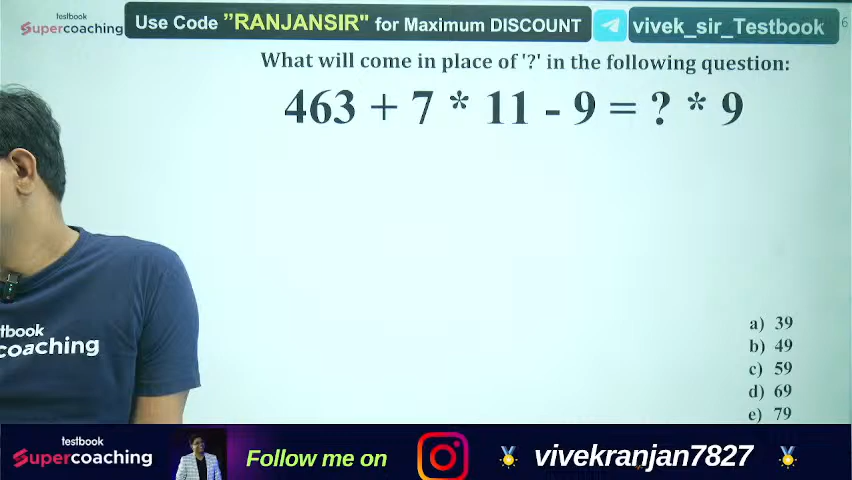 testbook
Supercoaching
Use Code ”RANJANSIR" for Maximum DISCOUNT
vivek_sir_Testbook
6
What will come in place of '?' in the following question:
463 + 7 * 11 - 9 = ? * 9
a) 39
b) 49
c) 59
d) 69
e) 79
tbook
coaching
testbook
Supercoaching
Follow me on
vivekranjan7827